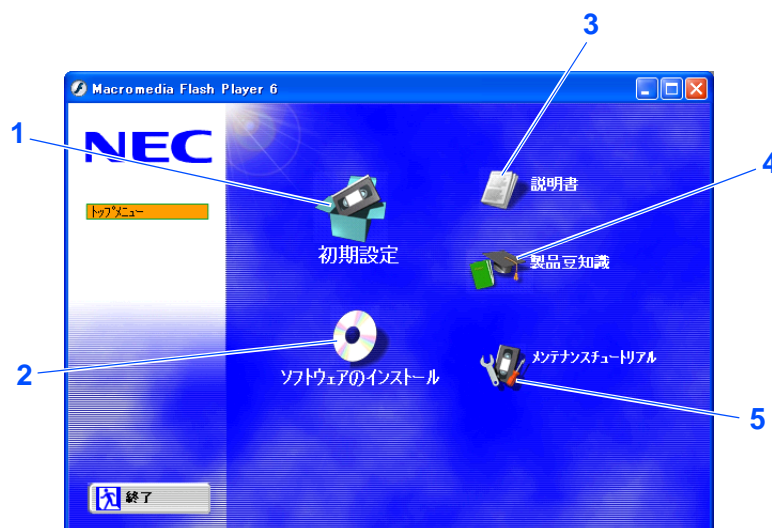 3
Macromedia Flash Player 6
1
NEC
4
説明書
トップメニュー
初期設定
製品豆知識
2
ソフトウェアのインストール
メンテナンスチュートリアル
5
終了